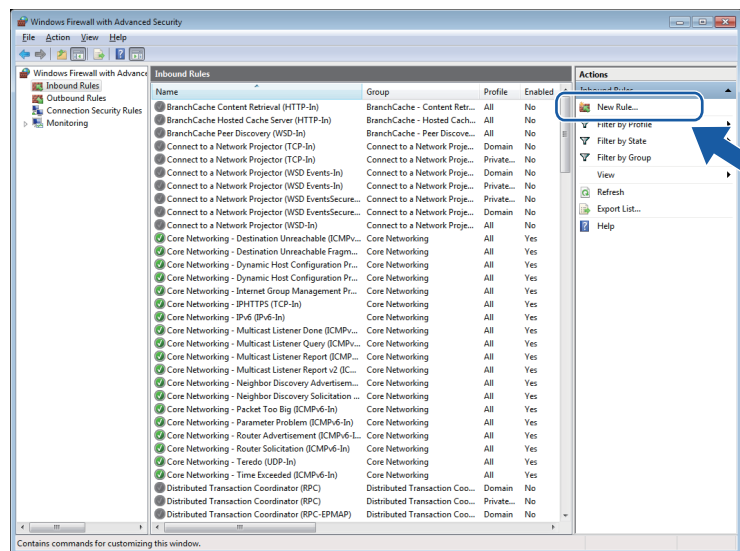 Windows Firewall with Advanced Security
File Action View Help
Windows Firewall with Advance
Inbound Rules
Outbound Rules
Connection Security Rules
Monitoring
Inbound Rules
Name Group Profile Enabled
BranchCache Content Retrieval (HTTP-In) BranchCache - Content Retr... All No
BranchCache Hosted Cache Server (HTTP-In) BranchCache - Hosted Cach... All No
BranchCache Peer Discovery (WSD-In) BranchCache - Peer Discove... All No
Connect to a Network Projector (TCP-In) Connect to a Network Proje... Domain No
Connect to a Network Projector (TCP-In) Connect to a Network Proje... Private... No
Connect to a Network Projector (WSD Events-In) Connect to a Network Proje... Domain No
Connect to a Network Projector (WSD Events-In) Connect to a Network Proje... Private... No
Connect to a Network Projector (WSD EventsSecure... Connect to a Network Proje... Private... No
Connect to a Network Projector (WSD EventsSecure... Connect to a Network Proje... Domain No
Connect to a Network Projector (WSD-In) Connect to a Network Proje... All No
Core Networking - Destination Unreachable (ICMPv... Core Networking All Yes
Core Networking - Destination Unreachable Fragm... Core Networking All Yes
Core Networking - Dynamic Host Configuration Pr... Core Networking All Yes
Core Networking - Dynamic Host Configuration Pr... Core Networking All Yes
Core Networking - Internet Group Management Pr... Core Networking All Yes
Core Networking - IPHTTPS (TCP-In) Core Networking All Yes
Core Networking - IPv6 (IPv6-In) Core Networking All Yes
Core Networking - Multicast Listener Done (ICMPv... Core Networking All Yes
Core Networking - Multicast Listener Query (ICMPv... Core Networking All Yes
Core Networking - Multicast Listener Report (ICMP... Core Networking All Yes
Core Networking - Multicast Listener Report v2 (IC... Core Networking All Yes
Core Networking - Neighbor Discovery Advertisem... Core Networking All Yes
Core Networking - Neighbor Discovery Solicitation ... Core Networking All Yes
Core Networking - Packet Too Big (ICMPv6-In) Core Networking All Yes
Core Networking - Parameter Problem (ICMPv6-In) Core Networking All Yes
Core Networking - Router Advertisement (ICMPv6-I... Core Networking All Yes
Core Networking - Router Solicitation (ICMPv6-In) Core Networking All Yes
Core Networking - Teredo (UDP-In) Core Networking All Yes
Core Networking - Time Exceeded (ICMPv6-In) Core Networking All Yes
Distributed Transaction Coordinator (RPC) Distributed Transaction Coo... Domain No
Distributed Transaction Coordinator (RPC) Distributed Transaction Coo... Private... No
Distributed Transaction Coordinator (RPC-EPMAP) Distributed Transaction Coo... Domain No
Actions
Inbound Rules
New Rule...
Filter by Profile
Filter by State
Filter by Group
View
Refresh
Export List...
Help
Contains commands for customizing this window.